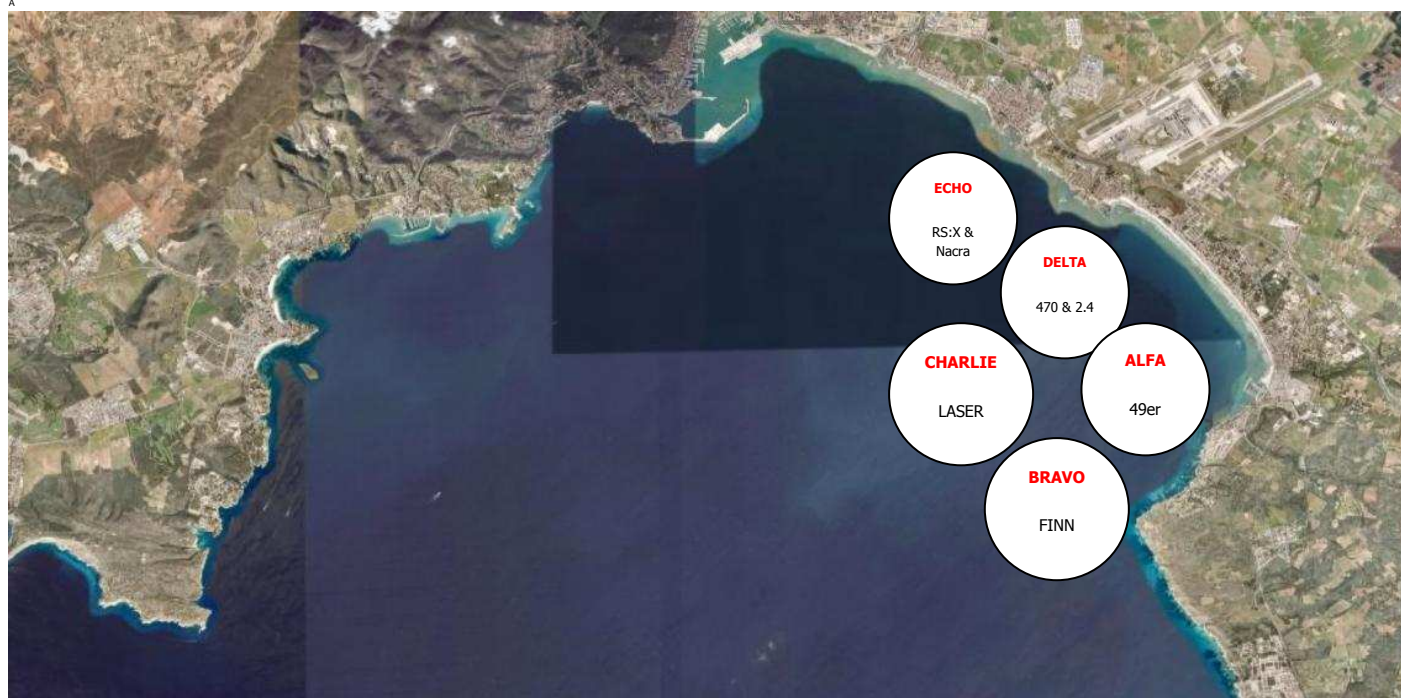 A
ECHO
RS:X &
Nacra
DELTA
470 & 2.4
CHARLIE
LASER
ALFA
49er
BRAVO
FINN